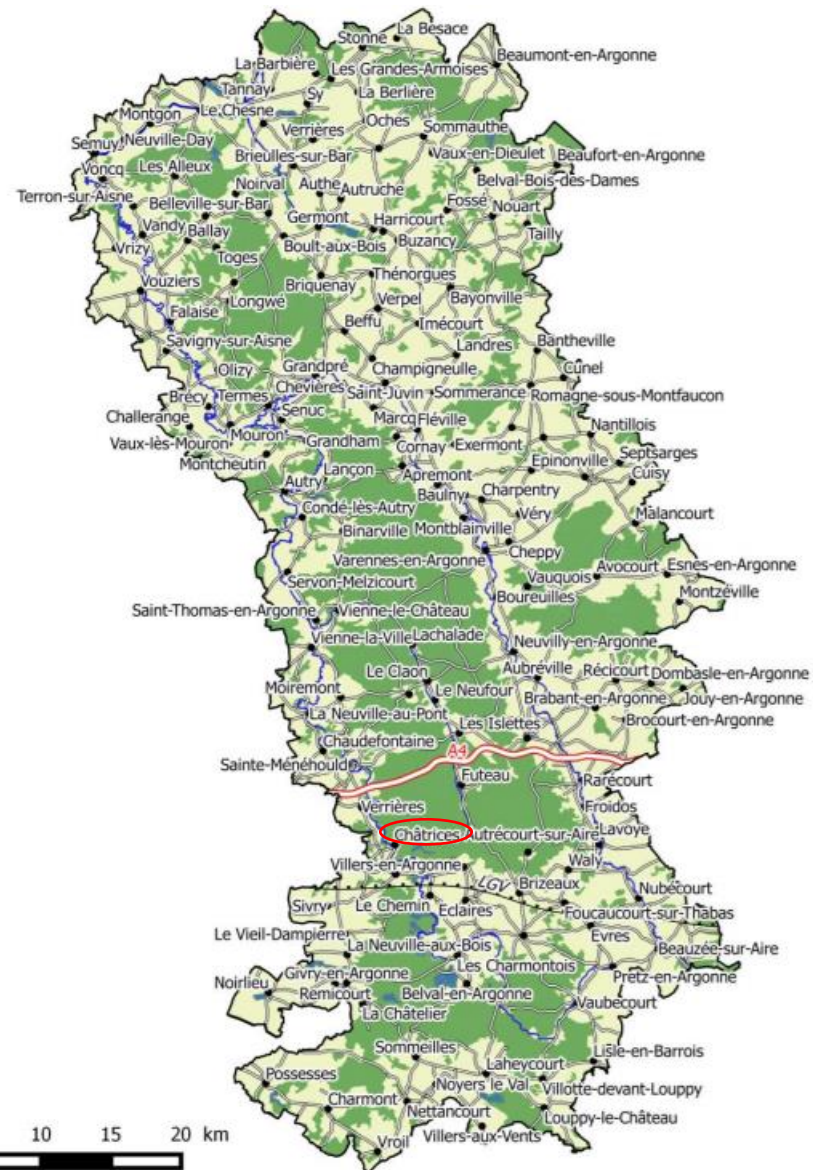 La Besace
Stonne
Beaumont-en-Argonne
La Barbière
Les Grandes-Armoises
Tannay
La Berlière
Sy
Montgon
Le Chesne
Oches
Sommauthe
Verrières
Semuy
Neuville-Day
Vaux-en-Dieulet
Beaufort-en-Argonne
Brieulles-sur-Bar
Voncq
Les Alleux
Belval-Bois-des-Dames
Noirval
Authe
Autruche
Terron-sur-Aisne
Belleville-sur-Bar
Fossé
Nouart
Germont
Harricourt
Vandy
Ballay
Tailly
Vrizy
Boult-aux-Bois
Buzancy
Toges
Thénorgues
Vouziers
Briquenay
Longwé
Verpel
Bayonville
Falaise
Beffu
Imécourt
Savigny-sur-Aisne
Landres
Bantheville
Olizy
Grandpré
Champigneulle
Cunel
Brécy
Termes
Chevières
Saint-Juvin
Sommerance
Romagne-sous-Montfaucon
Challerange
Senuc
Marcq
Fléville
Nantillois
Vaux-lès-Mouron
Mouron
Grandham
Cornay
Exermont
Montcheutin
Septsarges
Lançon
Apremont
Epinonville
Cuisy
Autry
Baulny
Charpentry
Condé-lès-Autry
Véry
Malancourt
Binarville
Montblainville
Cheppy
Varennes-en-Argonne
Avocourt
Esnes-en-Argonne
Servon-Melzicourt
Vauquois
Boureuilles
Montzéville
Saint-Thomas-en-Argonne
Vienne-le-Château
Vienne-la-Ville
Lachalade
Neuvilly-en-Argonne
Le Claon
Aubréville
Récicourt
Dombasle-en-Argonne
Moiremont
Le Neufour
Brabant-en-Argonne
Jouy-en-Argonne
La Neuville-au-Pont
Les Islettes
Brocourt-en-Argonne
Chaudefontaine
A4
Sainte-Ménéhould
Futeau
Rarécourt
Verrières
Froidos
Châtrices
Autrécourt-sur-Aire
Lavoye
Villers-en-Argonne
Waly
LGV
Brizeaux
Nubécourt
Sivry
Le Chemin
Eclaires
Foucaucourt-sur-Thabas
Le Vieil-Dampierre
Evres
La Neuville-aux-Bois
Beauzée-sur-Aire
Les Charmontois
Noirlieu
Givry-en-Argonne
Pretz-en-Argonne
Remicourt
Belval-en-Argonne
Vaubecourt
La Châtelier
Sommeilles
Lisle-en-Barrois
Possesses
Laheycourt
Noyers le Val
Villotte-devant-Louppy
Charmont
Nettancourt
Louppy-le-Château
Vroil
Villers-aux-Vents
10 15 20 km